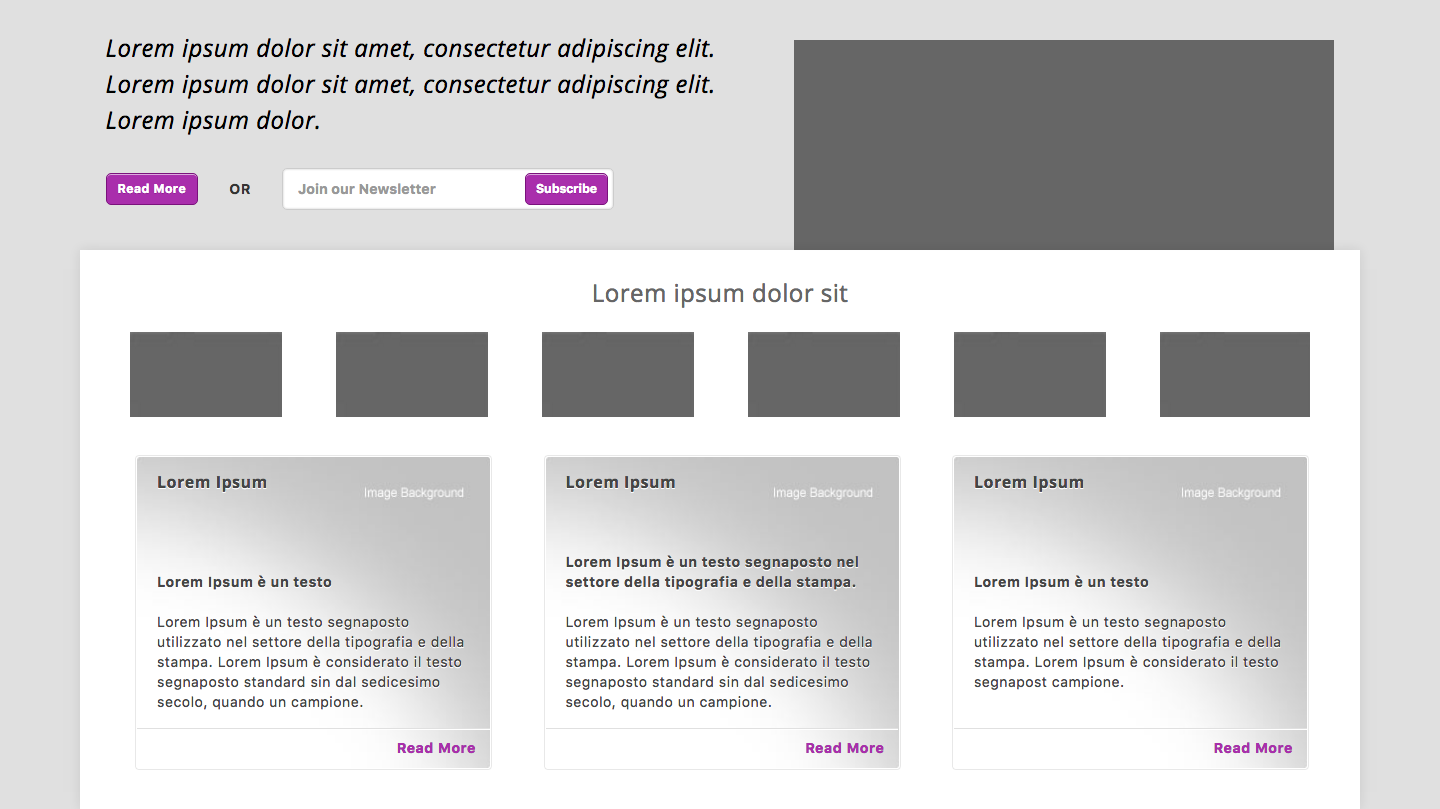 Lorem ipsum dolor sit amet, consectetur adipiscing elit.
Lorem ipsum dolor sit amet, consectetur adipiscing elit.
Lorem ipsum dolor.
Read More
OR
Join our Newsletter
Subscribe
Lorem ipsum dolor sit
Lorem Ipsum
Image Background
Lorem Ipsum è un testo
Lorem Ipsum è un testo segnaposto
utilizzato nel settore della tipografia e della
stampa. Lorem Ipsum è considerato il testo
segnaposto standard sin dal sedicesimo
secolo, quando un campione.
Read More
Lorem Ipsum
Image Background
Lorem Ipsum è un testo segnaposto nel
settore della tipografia e della stampa.
Lorem Ipsum è un testo segnaposto
utilizzato nel settore della tipografia e della
stampa. Lorem Ipsum è considerato il testo
segnaposto standard sin dal sedicesimo
secolo, quando un campione.
Read More
Lorem Ipsum
Image Background
Lorem Ipsum è un testo
Lorem Ipsum è un testo segnaposto
utilizzato nel settore della tipografia e della
stampa. Lorem Ipsum è considerato il testo
segnapost campione.
Read More